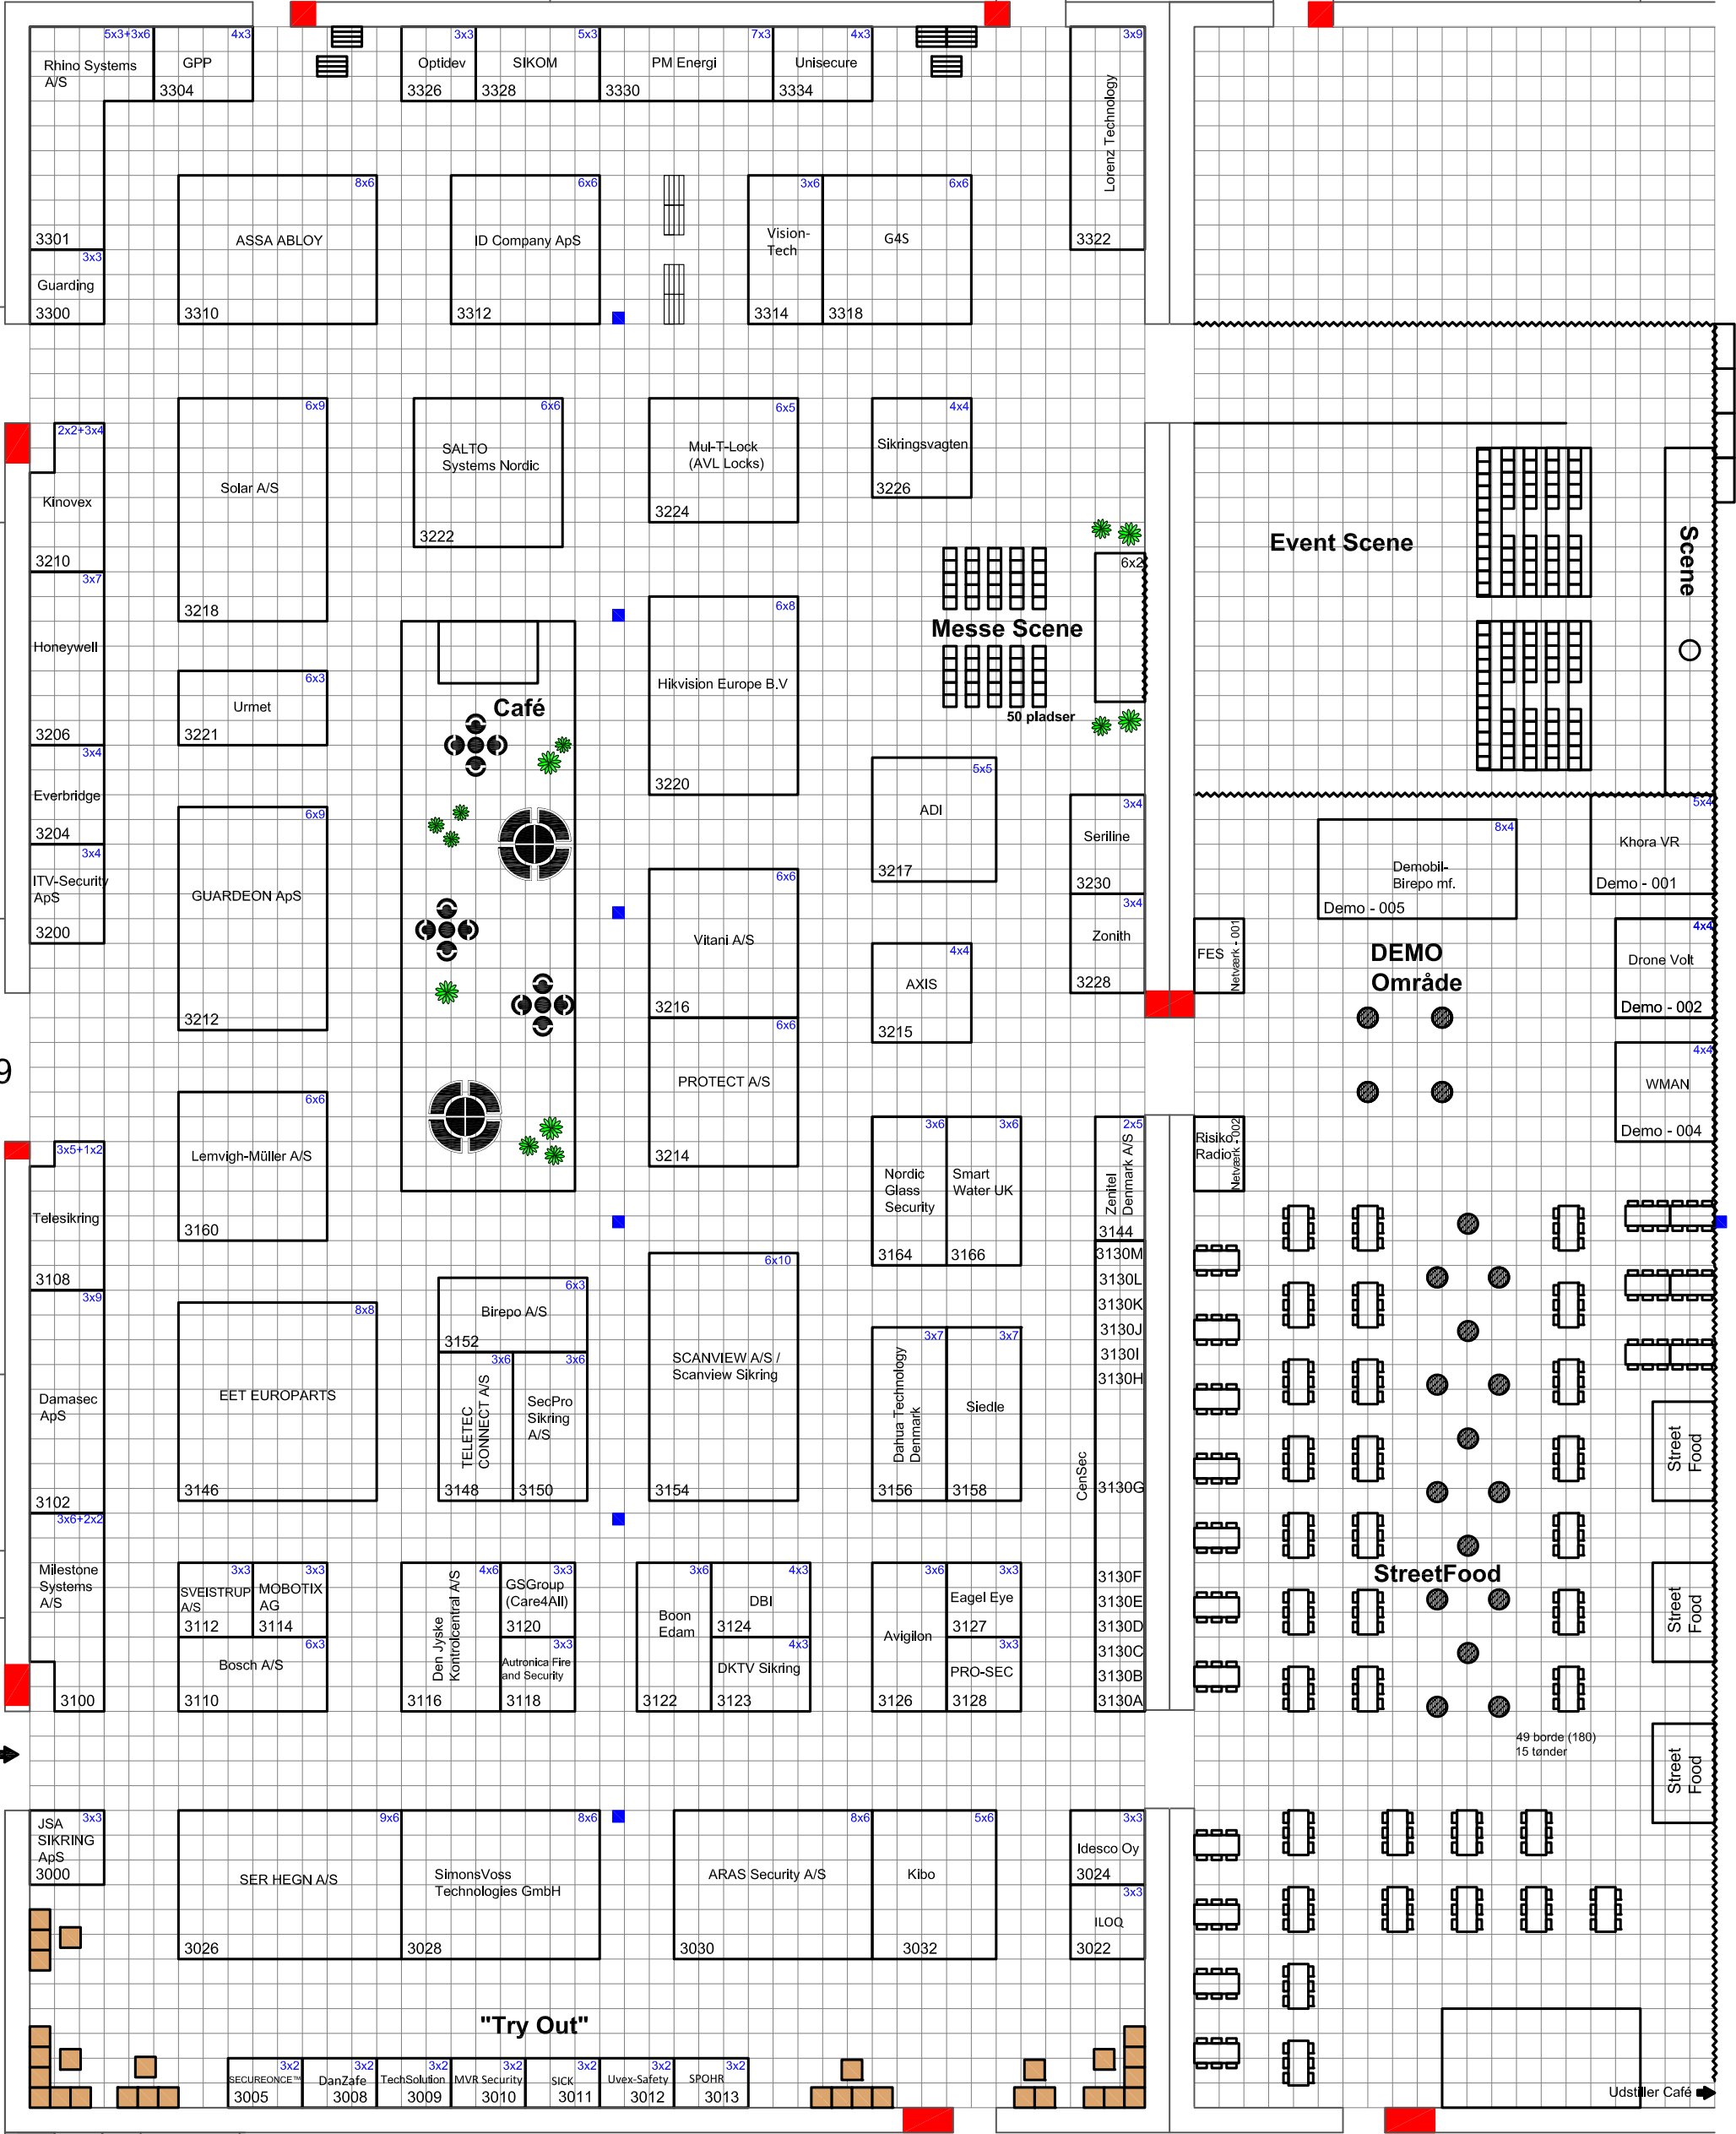 5x3+3x6
Rhino Systems
A/S
3301
4x3
GPP
3304
3x3
Optidev
3326
5x3
SIKOM
3328
7x3
PM Energi
3330
4x3
Unisecure
3334
3x9
Lorenz Technology
3322
3x3
Guarding
3300
8x6
ASSA ABLOY
3310
6x6
ID Company ApS
3312
3x6
Vision-
Tech
3314
6x6
G4S
3318
2x2+3x4
Kinovex
3210
6x9
Solar A/S
3218
6x6
SALTO
Systems Nordic
3222
6x5
Mul-T-Lock
(AVL Locks)
3224
4x4
Sikringsvagten
3226
6x2
Messe Scene
50 pladser
Event Scene
Scene
3x7
Honeywell
3206
6x3
Urmet
3221
Café
6x8
Hikvision Europe B.V
3220
3x4
Everbridge
3204
3x4
ITV-Security
ApS
3200
6x9
GUARDEON ApS
3212
5x5
ADI
3217
3x4
Seriline
3230
3x4
Zonith
3228
6x6
Vitani A/S
3216
4x4
AXIS
3215
6x6
PROTECT A/S
3214
8x4
Demobil-
Birepo mf.
Demo - 005
5x4
Khora VR
Demo - 001
FES
Netværk - 001
DEMO
Område
4x4
Drone Volt
Demo - 002
4x4
WMAN
Demo - 004
9
3x5+1x2
Telesikring
3108
6x6
Lemvigh-Müller A/S
3160
3x6
Nordic
Glass
Security
3164
3x6
Smart
Water UK
3166
2x5
Zenitel
Denmark A/S
3144
Risiko
Radio
Netværk - 002
3x9
Damasec
ApS
3102
8x8
EET EUROPARTS
3146
6x3
Birepo A/S
3152
3x6
TELETEC
CONNECT A/S
3148
3x6
SecPro
Sikring
A/S
3150
6x10
SCANVIEW A/S /
Scanview Sikring
3154
3x7
Dahua Technology
Denmark
3156
3x7
Siedle
3158
CenSec
3130M
3130L
3130K
3130J
3130I
3130H
3130G
3130F
3130E
3130D
3130C
3130B
3130A
3x6+2x2
Milestone
Systems
A/S
3100
3x3
SVEISTRUP
A/S
3112
3x3
MOBOTIX
AG
3114
6x3
Bosch A/S
3110
4x6
Den Jyske
Kontrolcentral A/S
3116
3x3
GSGroup
(Care4All)
3120
3x3
Autronica Fire
and Security
3118
3x6
Boon
Edam
3122
4x3
DBI
3124
4x3
DKTV Sikring
3123
3x6
Avigilon
3126
3x3
Eagel Eye
3127
3x3
PRO-SEC
3128
StreetFood
Street
Food
Street
Food
Street
Food
49 borde (180)
15 tønder
3x3
JSA
SIKRING
ApS
3000
9x6
SER HEGN A/S
3026
8x6
SimonsVoss
Technologies GmbH
3028
8x6
ARAS Security A/S
3030
5x6
Kibo
3032
3x3
Idesco Oy
3024
3x3
ILOQ
3022
"Try Out"
3x2
SECUREONCE™
3005
3x2
DanZafe
3008
3x2
TechSolution
3009
3x2
MVR Security
3010
3x2
SICK
3011
3x2
Uvex-Safety
3012
3x2
SPOHR
3013
Udstiller Café